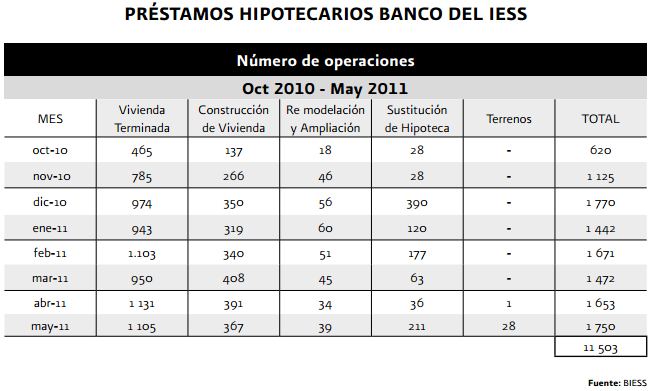 PRÉSTAMOS HIPOTECARIOS BANCO DEL IESS
Número de operaciones
Oct 2010 - May 2011
MES Vivienda Terminada Construcción de Vivienda Re modelación y Ampliación Sustitución de Hipoteca Terrenos TOTAL
oct-10 465 137 18 28 - 620
nov-10 785 266 46 28 - 1 125
dic-10 974 350 56 390 - 1 770
ene-11 943 319 60 120 - 1 442
feb-11 1.103 340 51 177 - 1 671
mar-11 950 408 45 63 - 1 472
abr-11 1 131 391 34 36 1 1 653
may-11 1 105 367 39 211 28 1 750
11 503
Fuente: BIESS